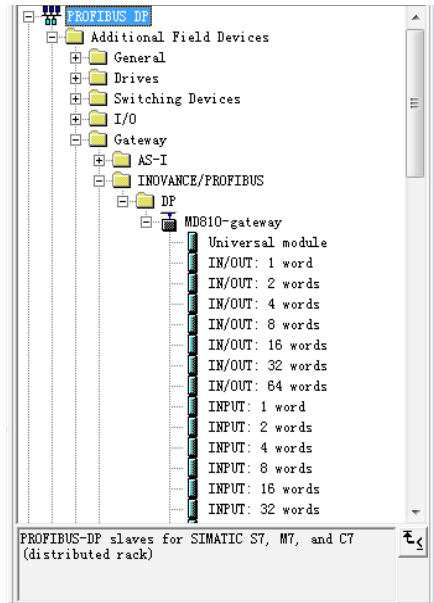 PROFIBUS DP
Additional Field Devices
General
Drives
Switching Devices
I/O
Gateway
AS-I
INOVANCE/PROFIBUS
DP
MD810-gateway
Universal module
IN/OUT: 1 word
IN/OUT: 2 words
IN/OUT: 4 words
IN/OUT: 8 words
IN/OUT: 16 words
IN/OUT: 32 words
IN/OUT: 64 words
INPUT: 1 word
INPUT: 2 words
INPUT: 4 words
INPUT: 8 words
INPUT: 16 words
INPUT: 32 words
PROFIBUS-DP slaves for SIMATIC S7, M7, and C7
(distributed rack)